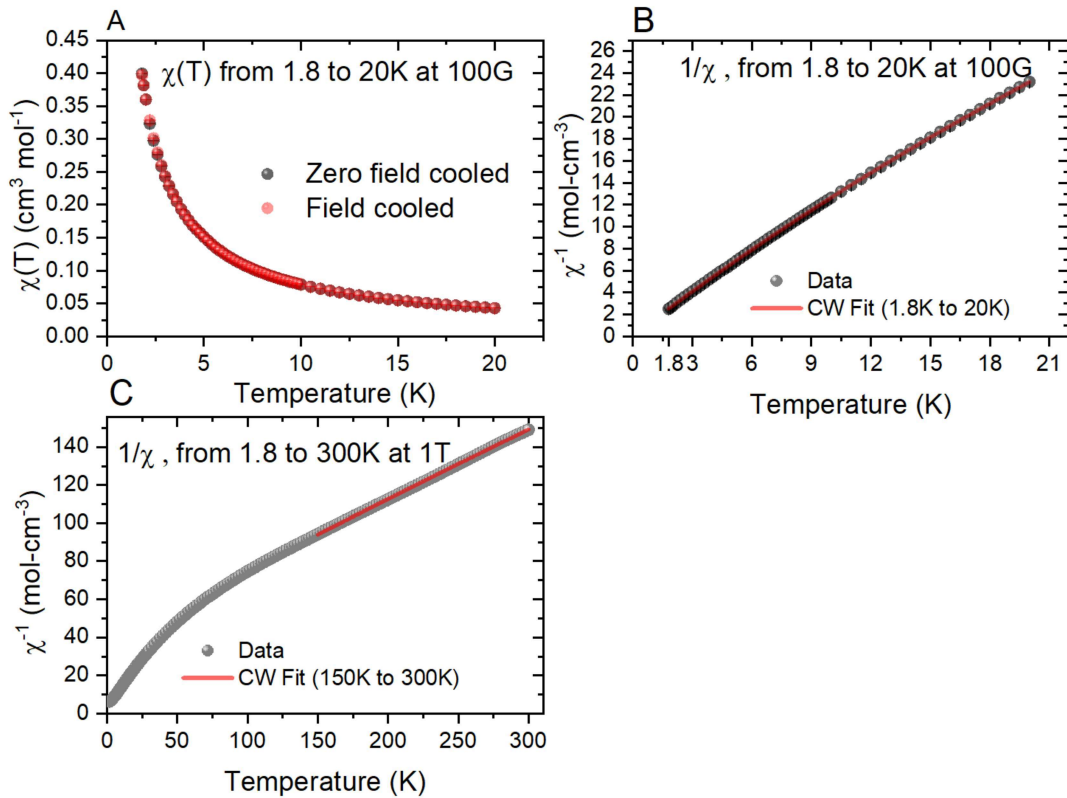 A
χ(T) from 1.8 to 20K at 100G
Zero field cooled
Field cooled
χ(T) (cm³ mol⁻¹)
0.45
0.40
0.35
0.30
0.25
0.20
0.15
0.10
0.05
0.00
0 5 10 15 20
Temperature (K)
B
1/χ , from 1.8 to 20K at 100G
Data
CW Fit (1.8K to 20K)
χ⁻¹ (mol-cm⁻³)
26
24
22
20
18
16
14
12
10
8
6
4
2
0
0 1.8 3 6 9 12 15 18 21
Temperature (K)
C
1/χ , from 1.8 to 300K at 1T
Data
CW Fit (150K to 300K)
χ⁻¹ (mol-cm⁻³)
140
120
100
80
60
40
20
0
0 50 100 150 200 250 300
Temperature (K)